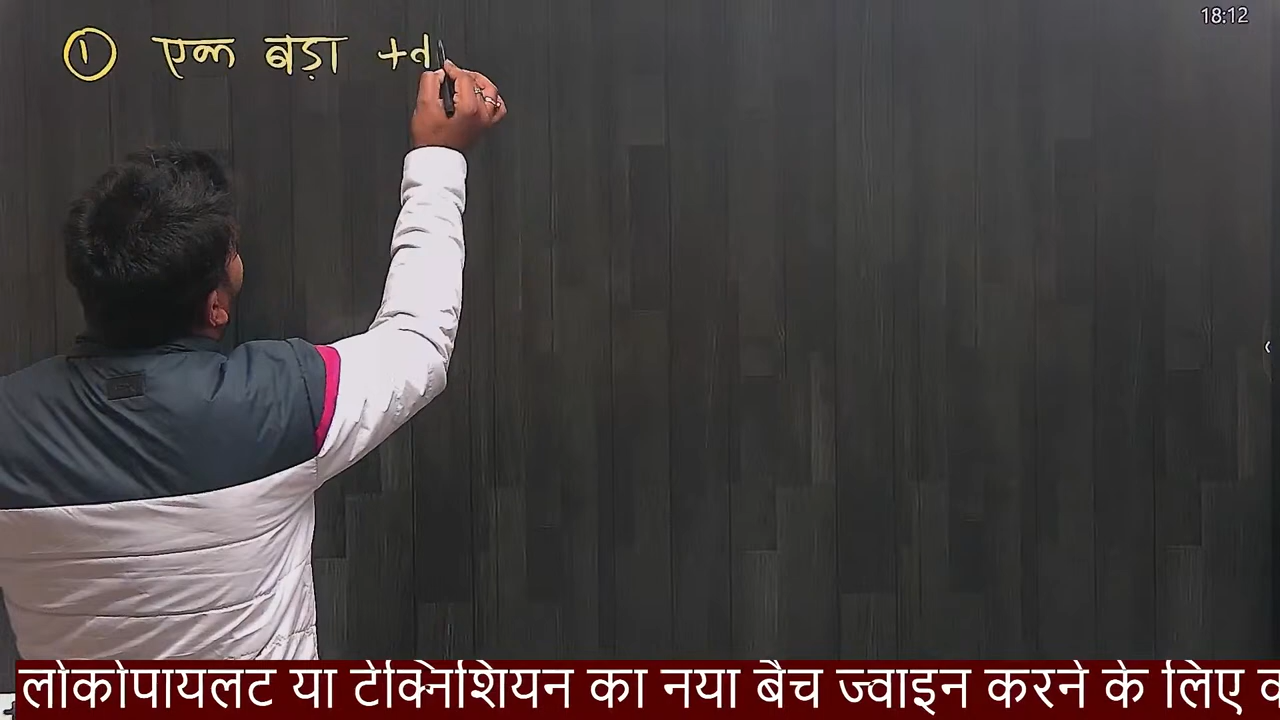 18:12
① एक बड़ा +d
लोकोपायलट या टेक्निशियन का नया बैच ज्वाइन करने के लिए